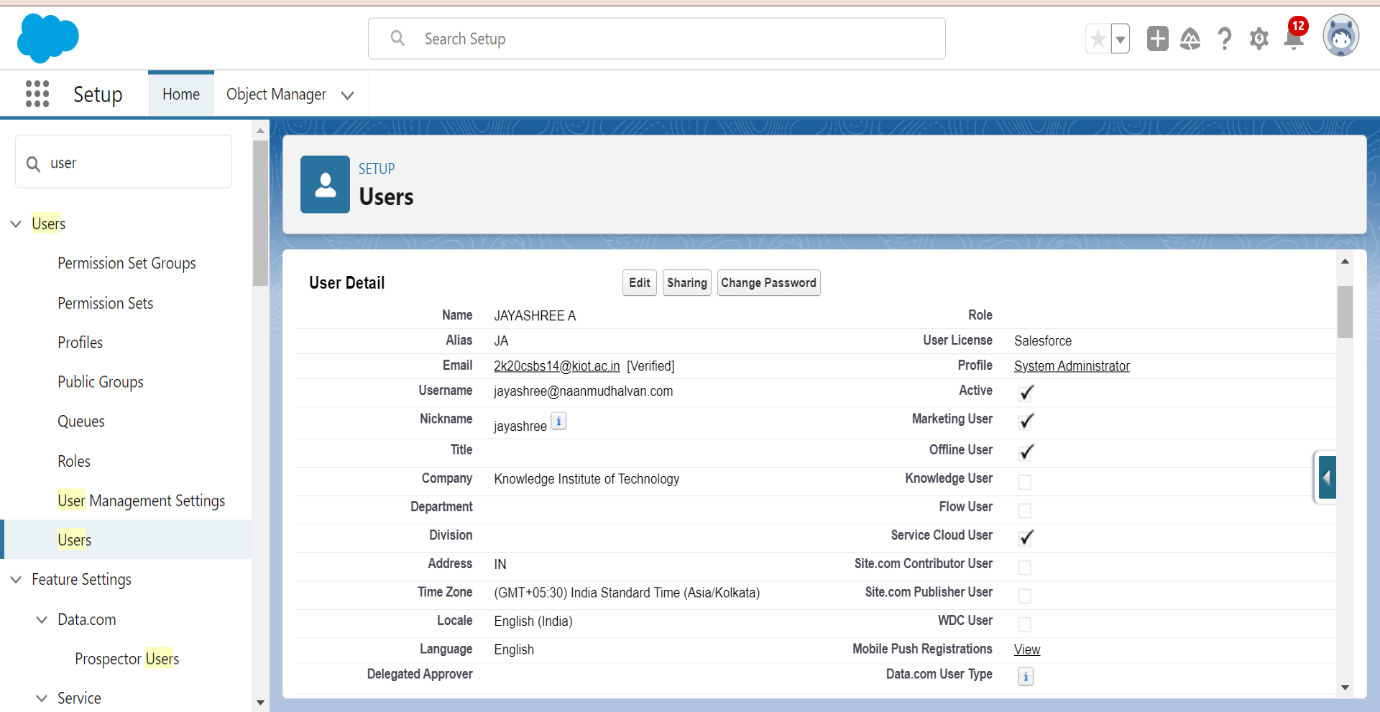 Search Setup
12
Setup
Home
Object Manager
user
Users
Permission Set Groups
Permission Sets
Profiles
Public Groups
Queues
Roles
User Management Settings
Users
Feature Settings
Data.com
Prospector Users
Service
SETUP
Users
User Detail
Edit
Sharing
Change Password
Name JAYASHREE A Role
Alias JA User License Salesforce
Email 2k20csbs14@kiot.ac.in [Verified] Profile System Administrator
Username jayashree@naanmudhalvan.com Active
Nickname jayashree i Marketing User
Title Offline User
Company Knowledge Institute of Technology Knowledge User
Department Flow User
Division Service Cloud User
Address IN Site.com Contributor User
Time Zone (GMT+05:30) India Standard Time (Asia/Kolkata) Site.com Publisher User
Locale English (India) WDC User
Language English Mobile Push Registrations View
Delegated Approver Data.com User Type i